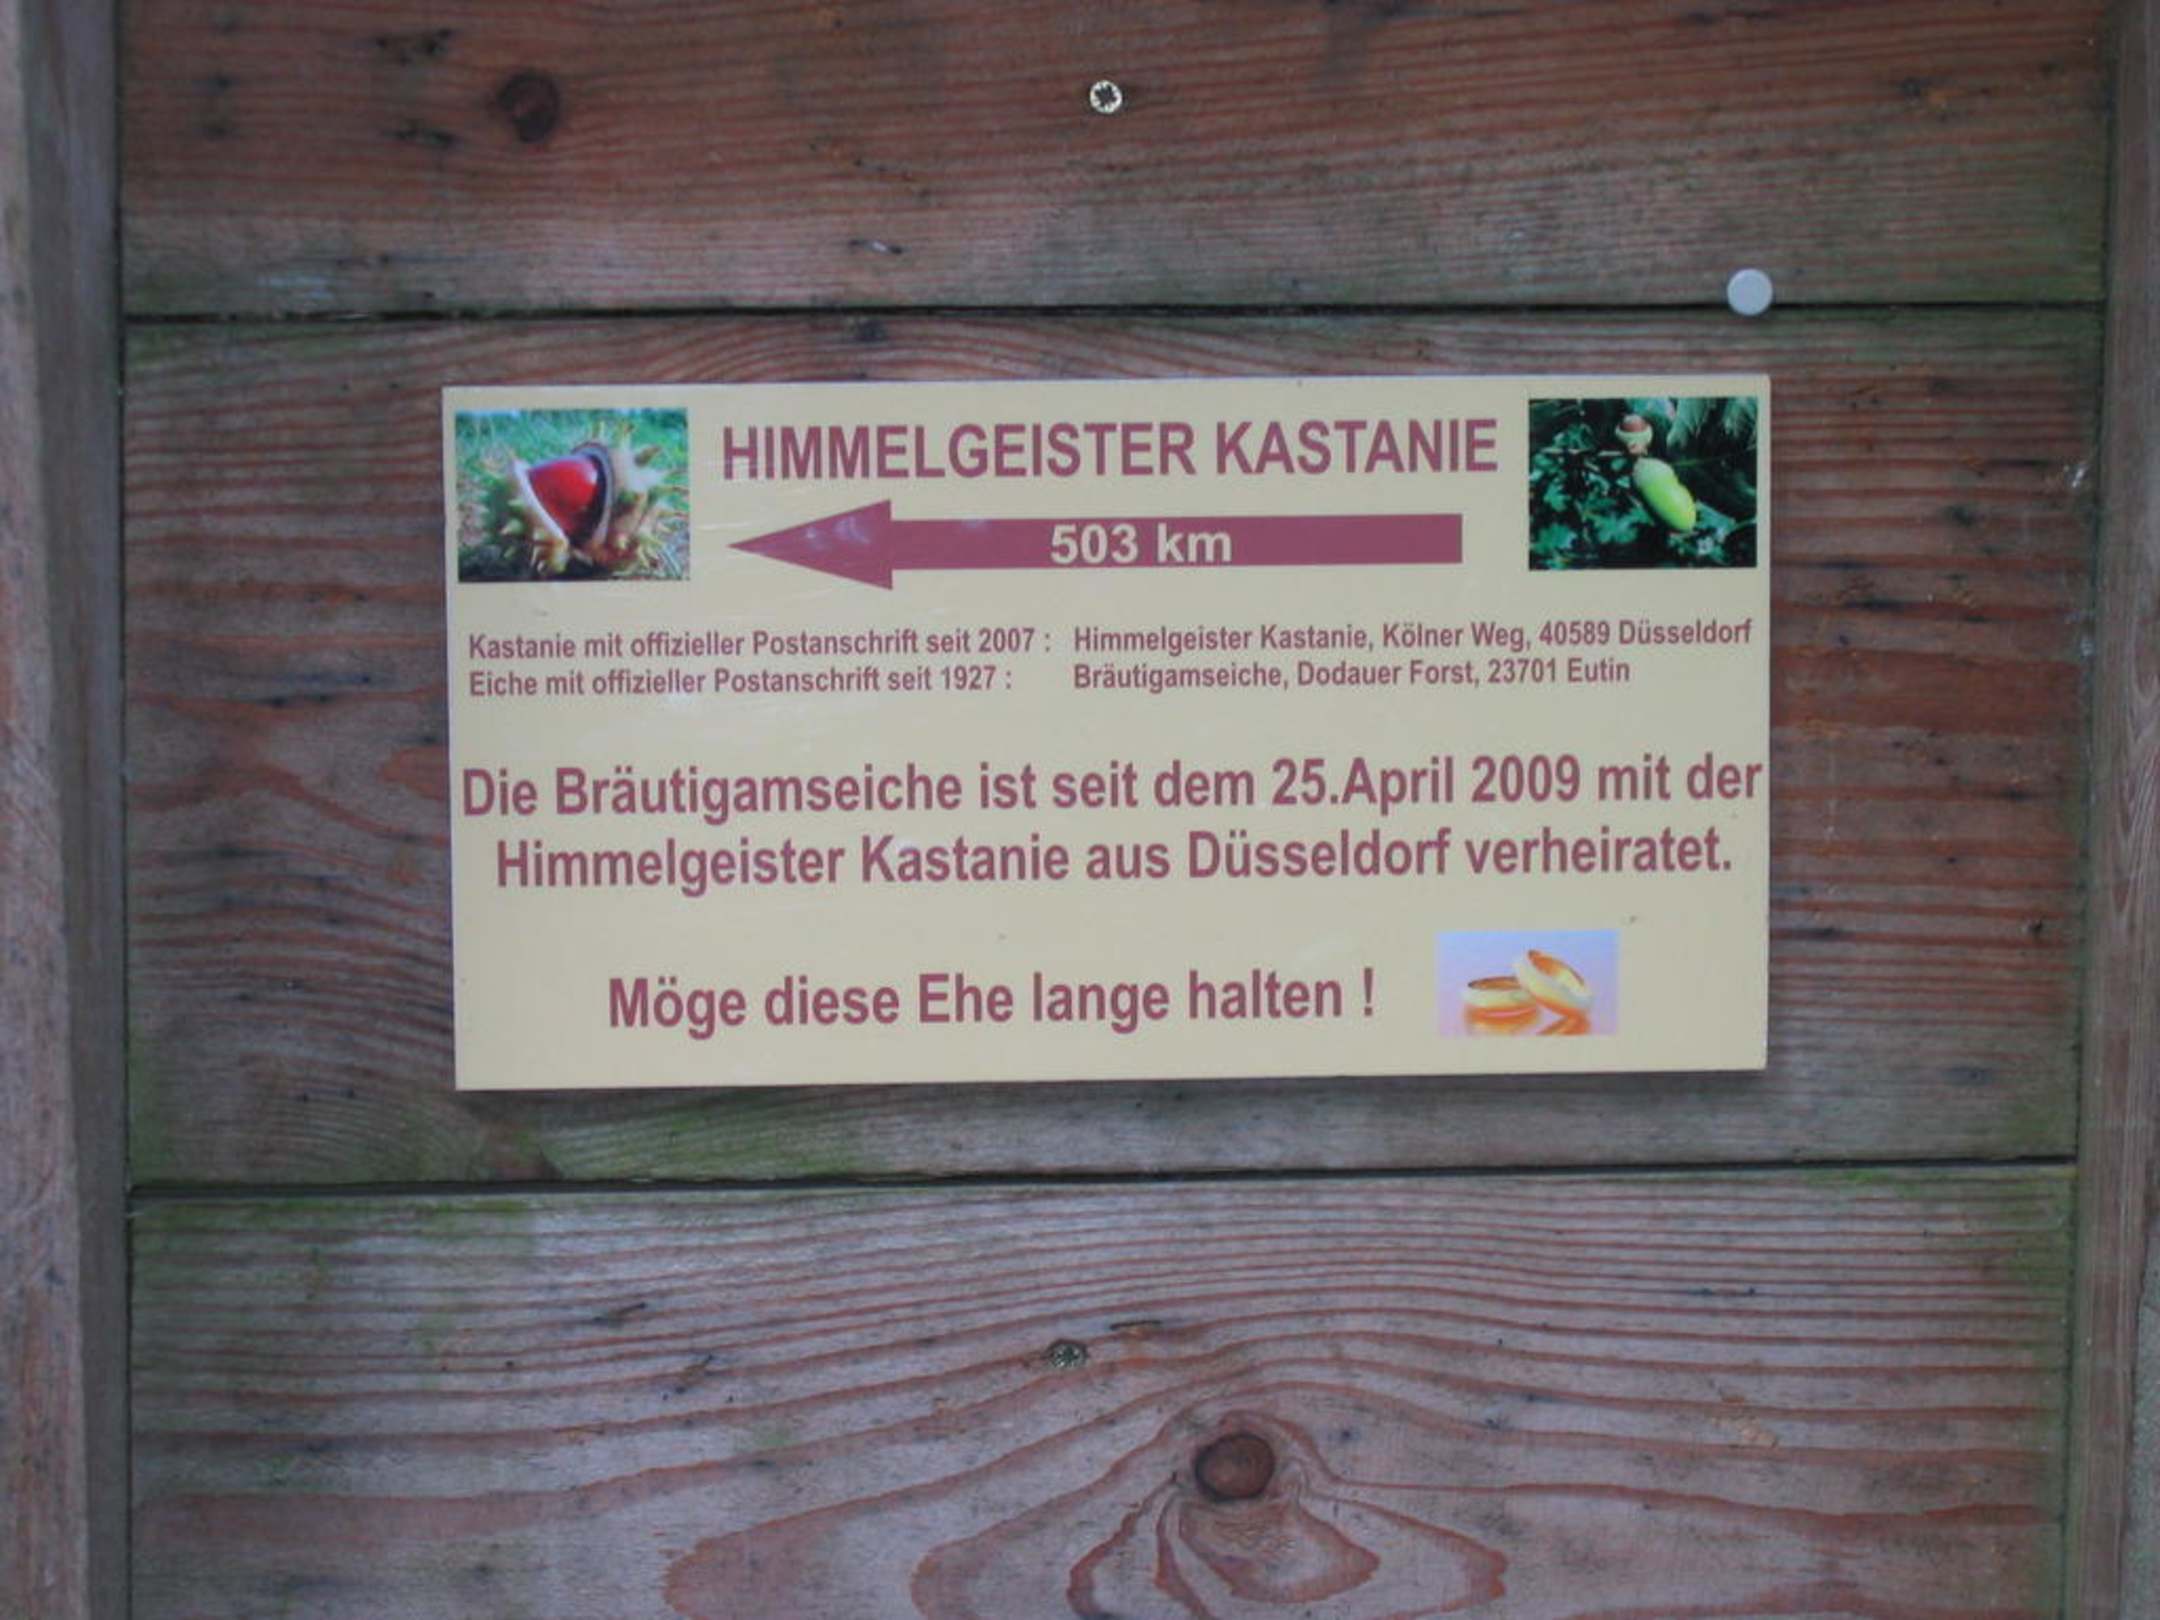 HIMMELGEISTER KASTANIE
503 km
Kastanie mit offizieller Postanschrift seit 2007 : Himmelgeister Kastanie, Kölner Weg, 40589 Düsseldorf
Eiche mit offizieller Postanschrift seit 1927 : Bräutigamseiche, Dodauer Forst, 23701 Eutin
Die Bräutigamseiche ist seit dem 25.April 2009 mit der
Himmelgeister Kastanie aus Düsseldorf verheiratet.
Möge diese Ehe lange halten !